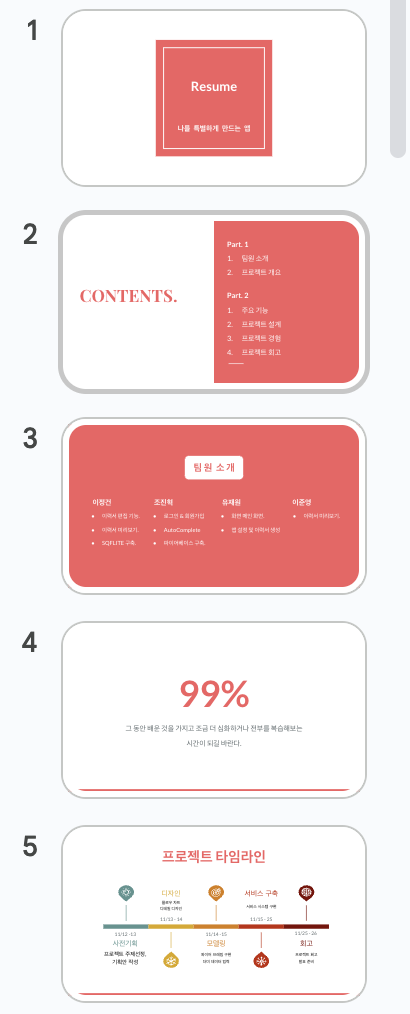 1
Resume
나를 특별하게 만드는 앱
2
CONTENTS.
Part. 1
1. 팀원 소개
2. 프로젝트 개요
Part. 2
1. 주요 기능
2. 프로젝트 설계
3. 프로젝트 경험
4. 프로젝트 회고
3
팀원 소개
이정건
이력서 편집 기능.
이력서 미리보기.
SQFLITE 구축.
조진혁
로그인 & 회원가입
AutoComplete
파이어베이스 구축.
유재원
화면 메인 화면.
앱 설정 및 이력서 생성
이준영
이력서 미리보기.
4
99%
그 동안 배운 것을 가지고 조금 더 심화하거나 전부를 복습해보는
시간이 되길 바란다.
5
프로젝트 타임라인
11/12 -13
사전기획
프로젝트 주제선정,
기획안 작성
디자인
11/13 - 14
11/14 -15
모델링
서비스 구축
11/15 - 25
11/25 - 26
회고
프로젝트 회고